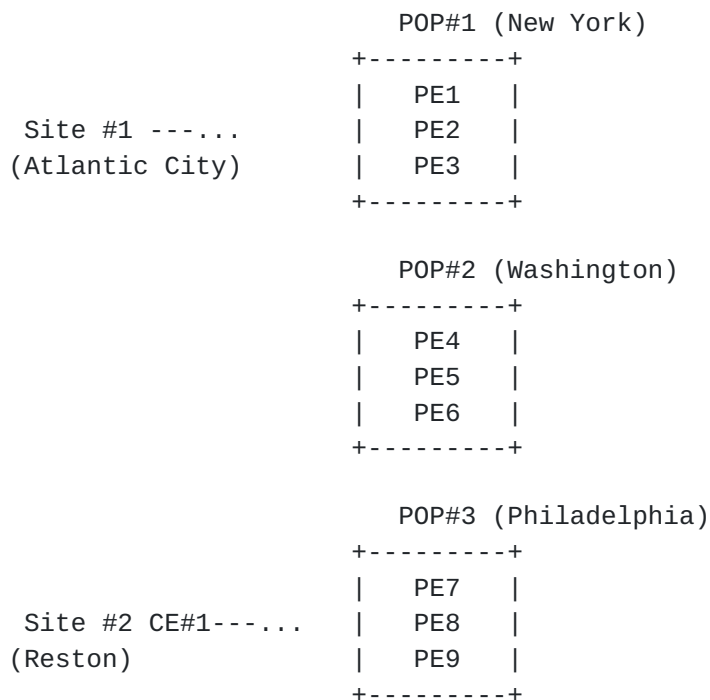 POP#1 (New York)
                      +---------+
                      |   PE1   |
 Site #1 ---...       |   PE2   |
(Atlantic City)       |   PE3   |
                      +---------+

                         POP#2 (Washington)
                      +---------+
                      |   PE4   |
                      |   PE5   |
                      |   PE6   |
                      +---------+

                         POP#3 (Philadelphia)
                      +---------+
                      |   PE7   |
 Site #2 CE#1---...   |   PE8   |
(Reston)              |   PE9   |
                      +---------+